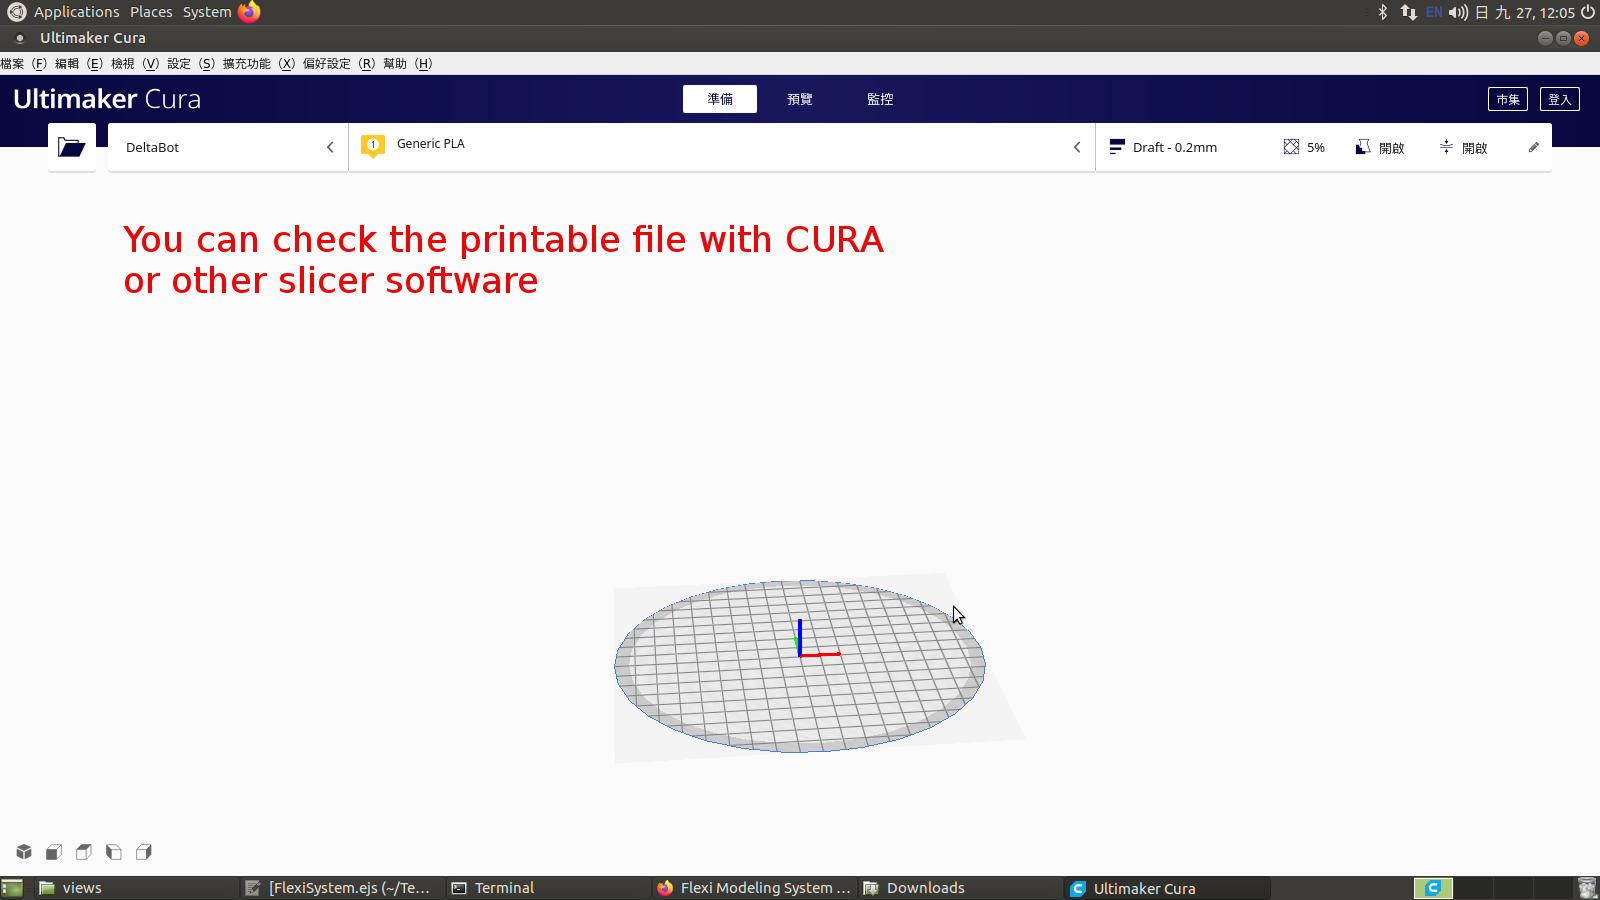 Applications Places System EN 日 九 27, 12:05
Ultimaker Cura
檔案 (F) 編輯 (E) 檢視 (V) 設定 (S) 擴充功能 (X) 偏好設定 (R) 幫助 (H)
Ultimaker Cura 準備 預覽 監控 市集 登入
DeltaBot 1 Generic PLA Draft - 0.2mm 5% 開啟 開啟
You can check the printable file with CURA
or other slicer software
views [FlexiSystem.ejs (~/Te... Terminal Flexi Modeling System ... Downloads Ultimaker Cura